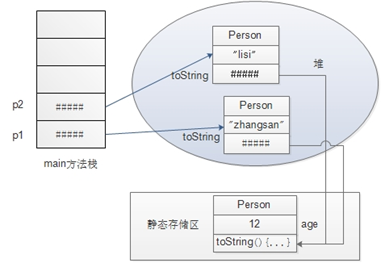 Person
"lisi"
toString
#####
堆
Person
"zhangsan"
toString
#####
p2
#####
p1
#####
main方法栈
Person
静态存储区
12
age
toString(){...}